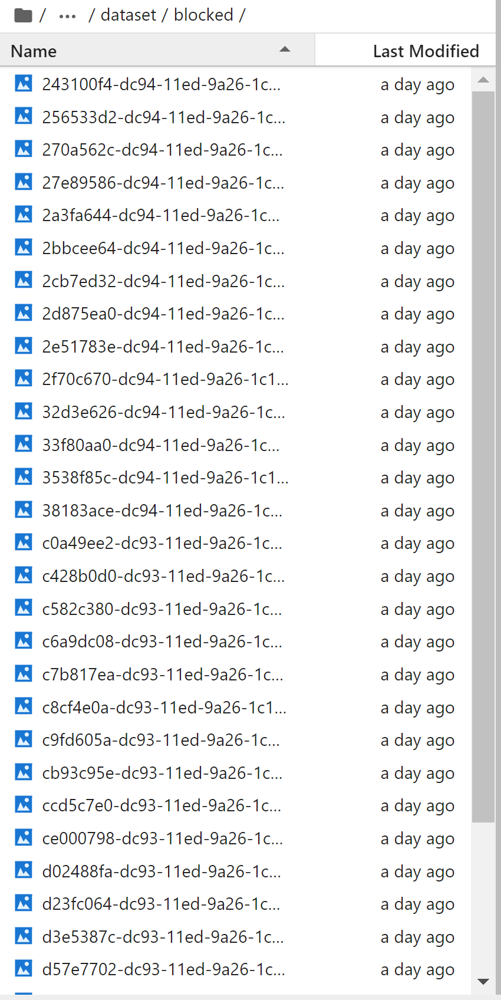 / ··· / dataset / blocked /
Name Last Modified
243100f4-dc94-11ed-9a26-1c... a day ago
256533d2-dc94-11ed-9a26-1c... a day ago
270a562c-dc94-11ed-9a26-1c... a day ago
27e89586-dc94-11ed-9a26-1c... a day ago
2a3fa644-dc94-11ed-9a26-1c... a day ago
2bbcee64-dc94-11ed-9a26-1c... a day ago
2cb7ed32-dc94-11ed-9a26-1c... a day ago
2d875ea0-dc94-11ed-9a26-1c... a day ago
2e51783e-dc94-11ed-9a26-1c... a day ago
2f70c670-dc94-11ed-9a26-1c1... a day ago
32d3e626-dc94-11ed-9a26-1c... a day ago
33f80aa0-dc94-11ed-9a26-1c... a day ago
3538f85c-dc94-11ed-9a26-1c1... a day ago
38183ace-dc94-11ed-9a26-1c... a day ago
c0a49ee2-dc93-11ed-9a26-1c... a day ago
c428b0d0-dc93-11ed-9a26-1c... a day ago
c582c380-dc93-11ed-9a26-1c... a day ago
c6a9dc08-dc93-11ed-9a26-1c... a day ago
c7b817ea-dc93-11ed-9a26-1c... a day ago
c8cf4e0a-dc93-11ed-9a26-1c1... a day ago
c9fd605a-dc93-11ed-9a26-1c... a day ago
cb93c95e-dc93-11ed-9a26-1c... a day ago
ccd5c7e0-dc93-11ed-9a26-1c... a day ago
ce000798-dc93-11ed-9a26-1c... a day ago
d02488fa-dc93-11ed-9a26-1c... a day ago
d23fc064-dc93-11ed-9a26-1c... a day ago
d3e5387c-dc93-11ed-9a26-1c... a day ago
d57e7702-dc93-11ed-9a26-1c... a day ago